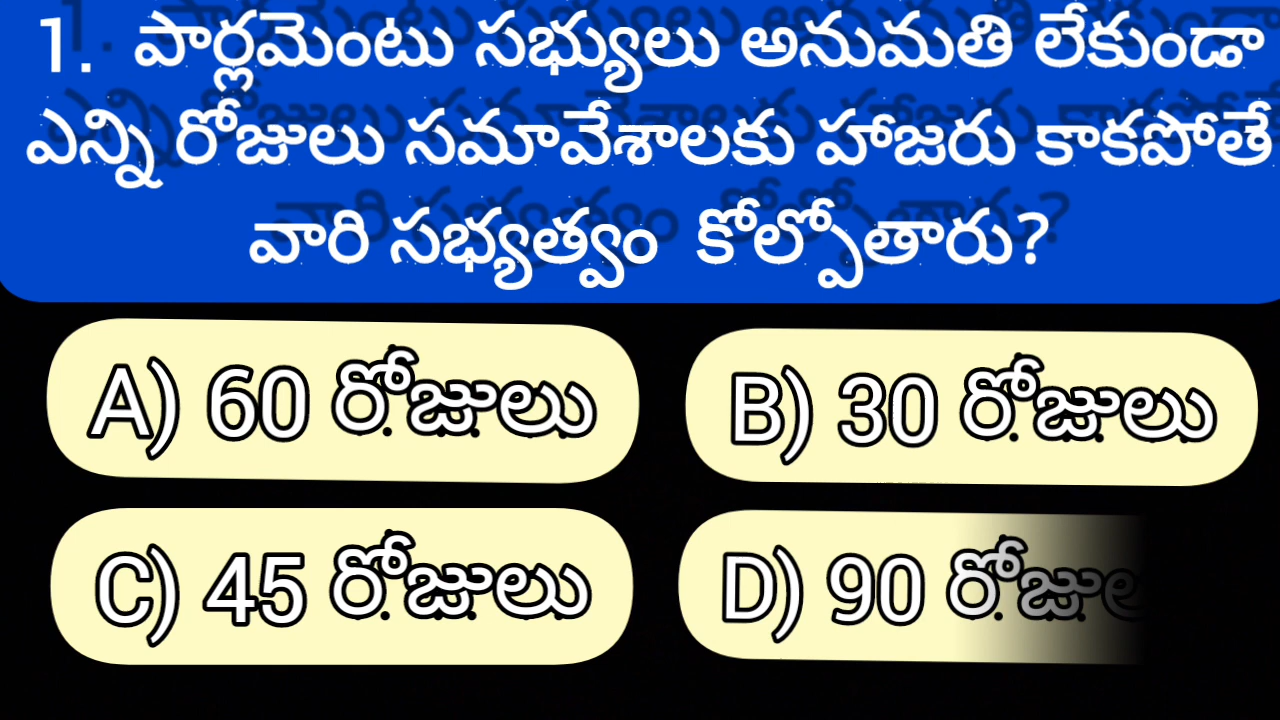 1. పార్లమెంటు సభ్యులు అనుమతి లేకుండా
ఎన్ని రోజులు సమావేశాలకు హాజరు కాకపోతే
వారి సభ్యత్వం కోల్పోతారు?
A) 60 రోజులు
B) 30 రోజులు
C) 45 రోజులు
D) 90